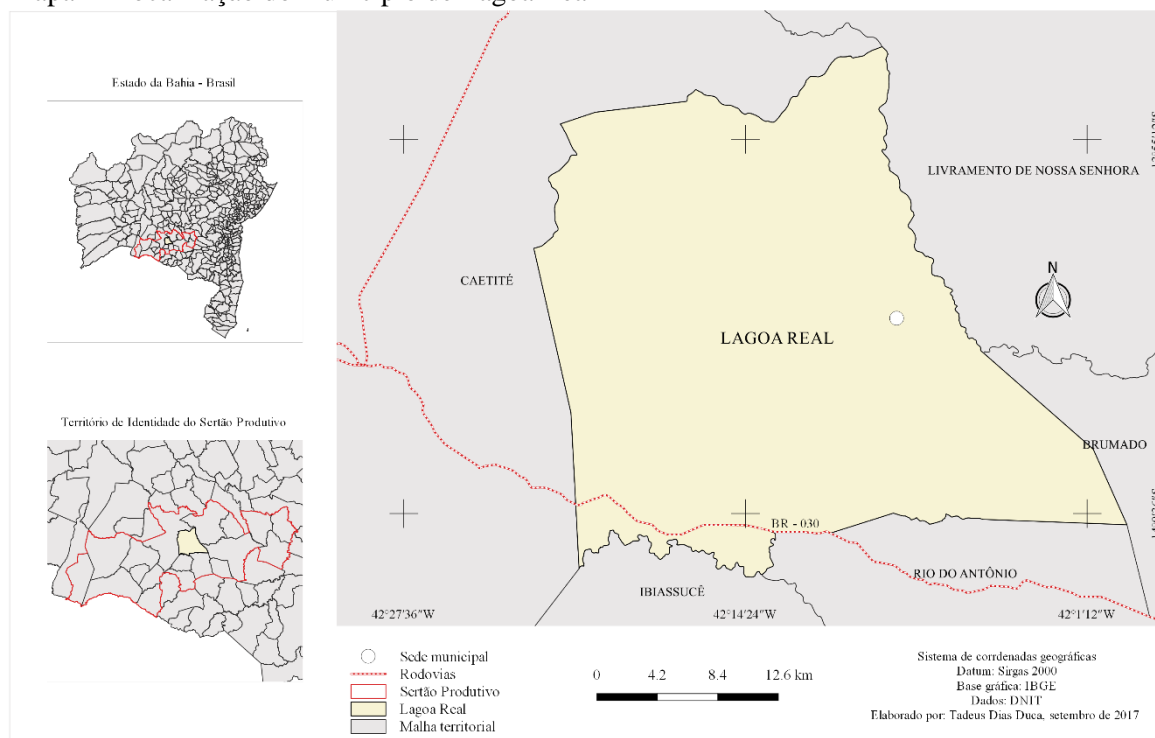 Estado da Bahia - Brasil
Território de Identidade do Sertão Produtivo
LIVRAMENTO DE NOSSA SENHORA
CAETITÉ
N
LAGOA REAL
BRUMADO
BR - 030
RIO DO ANTÔNIO
IBIASSUCÊ
42°27'36"W
42°14'24"W
42°1'12"W
Sede municipal
Rodovias
Sertão Produtivo
Lagoa Real
Malha territorial
0 4.2 8.4 12.6 km
Sistema de corrdenadas geográficas
Datum: Sirgas 2000
Base gráfica: IBGE
Dados: DNIT
Elaborado por: Tadeus Dias Duca, setembro de 2017